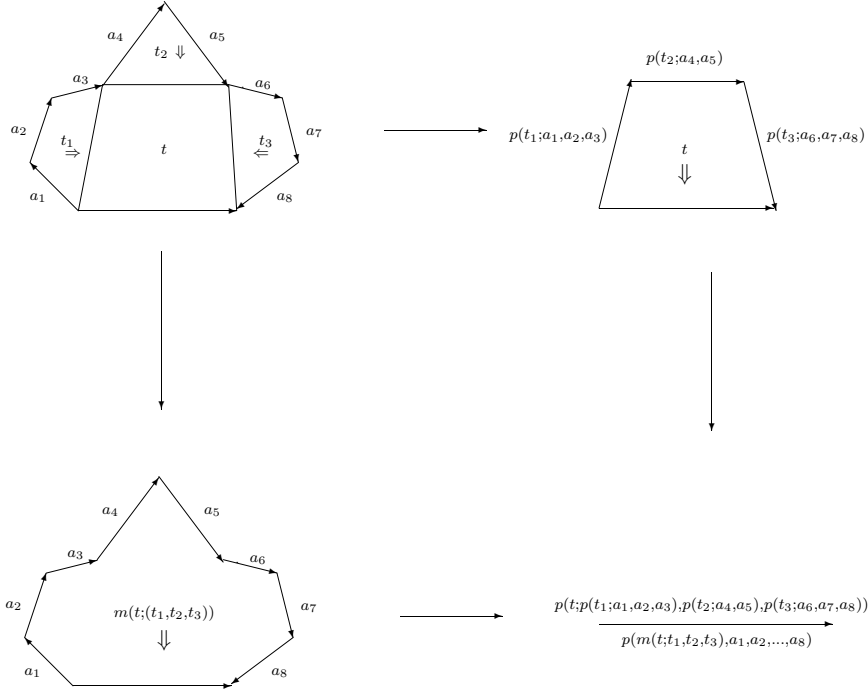 a4
a5
t2 ⇓
a3
a6
a2
t1
⇒
t
t3
⇐
a7
a1
a8
p(t2;a4,a5)
p(t1;a1,a2,a3)
p(t3;a6,a7,a8)
t
⇓
a4
a5
a3
a6
a2
a7
m(t;(t1,t2,t3))
⇓
a1
a8
p(t;p(t1;a1,a2,a3),p(t2;a4,a5),p(t3;a6,a7,a8))
p(m(t;t1,t2,t3),a1,a2,...,a8)